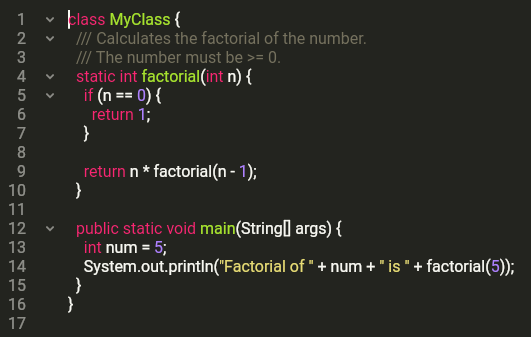 1 class MyClass {
2 /// Calculates the factorial of the number.
3 /// The number must be >= 0.
4 static int factorial(int n) {
5 if (n == 0) {
6 return 1;
7 }
8
9 return n * factorial(n - 1);
10 }
11
12 public static void main(String[] args) {
13 int num = 5;
14 System.out.println("Factorial of " + num + " is " + factorial(5));
15 }
16 }
17